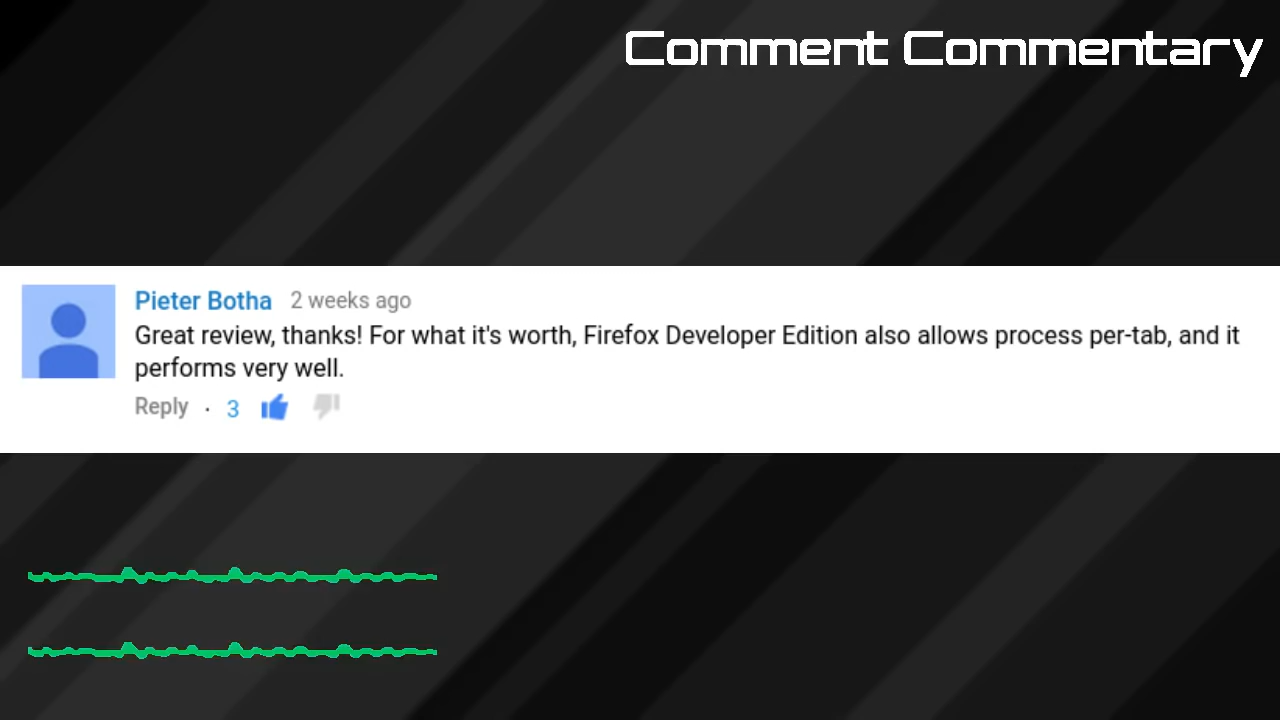 Comment Commentary
Pieter Botha 2 weeks ago
Great review, thanks! For what it's worth, Firefox Developer Edition also allows process per-tab, and it
performs very well.
Reply · 3